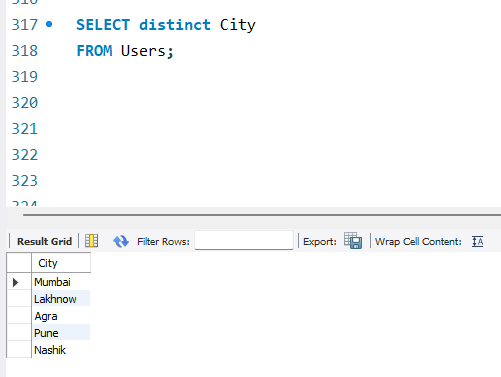 316
317 SELECT distinct City
318 FROM Users;
319
320
321
322
323
324
Result Grid Filter Rows: Export: Wrap Cell Content:
City
Mumbai
Lakhnow
Agra
Pune
Nashik